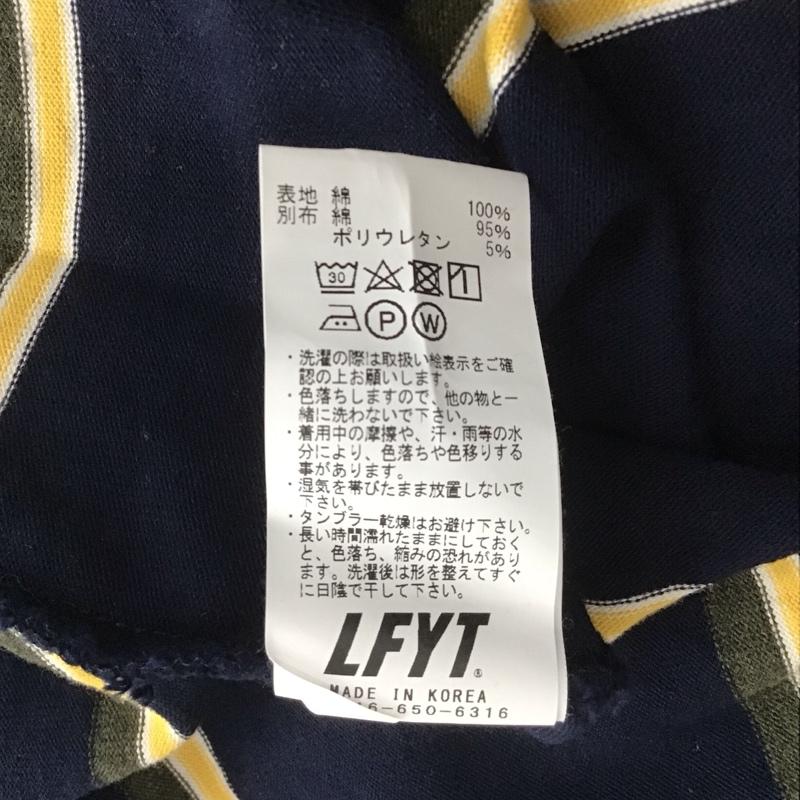 表地 綿 100%
別布 綿 95%
ポリウレタン 5%
30
P W
・洗濯の際は取扱い絵表示をご確
認の上お願いします。
・色落ちしますので、他の物と一
緒に洗わないで下さい。
・着用中の摩擦や、汗・雨等の水
分により、色落ちや色移りする
事があります。
・湿気を帯びたまま放置しないで
下さい。
・タンブラー乾燥はお避け下さい。
・長い時間濡れたままにしておく
と、色落ち、縮みの恐れがあり
ます。洗濯後は形を整えてすぐ
に日陰で干して下さい。
LFYT®
MADE IN KOREA
6-650-6316